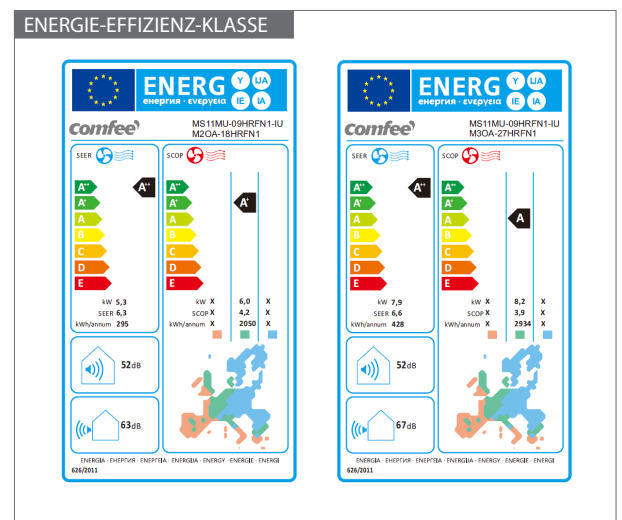 ENERGIE-EFFIZIENZ-KLASSE
ENERG Y IJA
енергия · ενεργεια IE IA
comfee'
MS11MU-09HRFN1-IU
M2OA-18HRFN1
SEER SCOP
A++ A++ A++
A+ A+ A+
A A
B B
C C
D D
E E
kW 5,3 kW X 6,0 X
SEER 6,3 SCOP X 4,2 X
kWh/annum 295 kWh/annum X 2050 X
52dB
63dB
ENERGIA · ЕНЕРГИЯ · ΕΝΕΡΓΕΙΑ · ENERGIJA · ENERGY · ENERGIE · ENERGI
626/2011
ENERG Y IJA
енергия · ενεργεια IE IA
comfee'
MS11MU-09HRFN1-IU
M3OA-27HRFN1
SEER SCOP
A++ A++ A++
A+ A+
A A A
B B
C C
D D
E E
kW 7,9 kW X 8,2 X
SEER 6,6 SCOP X 3,9 X
kWh/annum 428 kWh/annum X 2934 X
52dB
67dB
ENERGIA · ЕНЕРГИЯ · ΕΝΕΡΓΕΙΑ · ENERGIJA · ENERGY · ENERGIE · ENERGI
626/2011